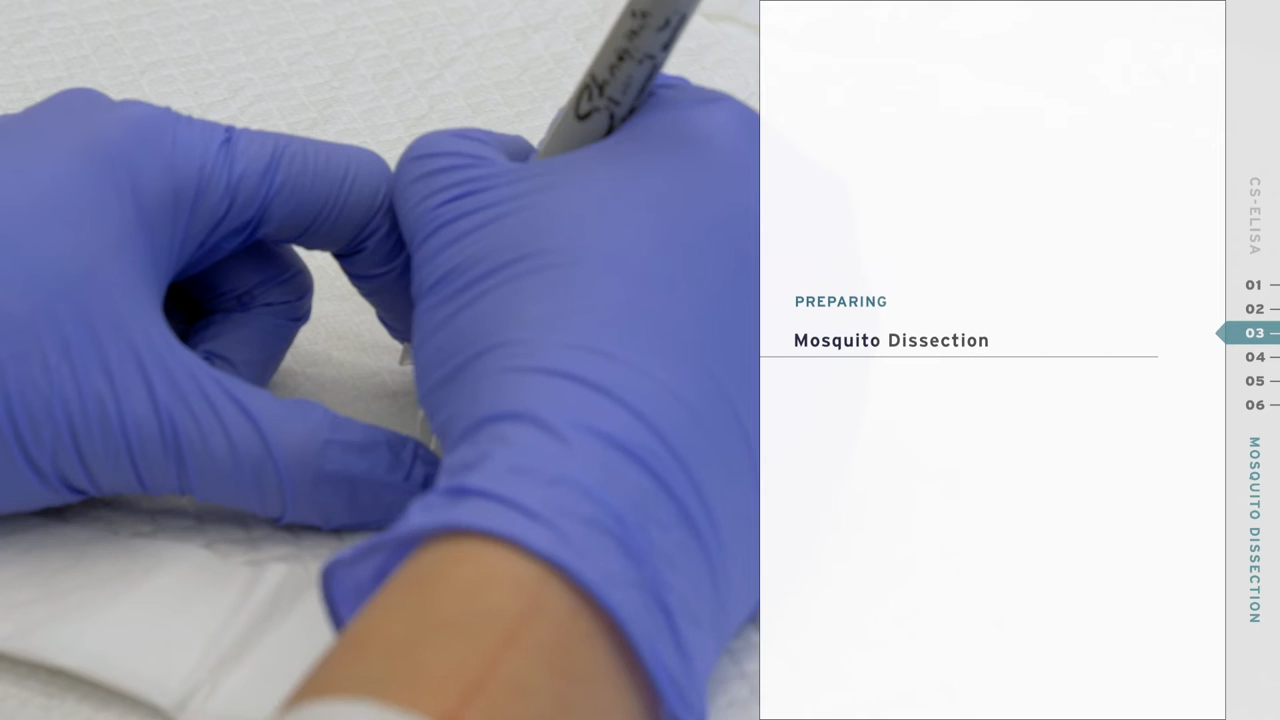 PREPARING
Mosquito Dissection
CS-ELISA
01
02
03
04
05
06
MOSQUITO DISSECTION